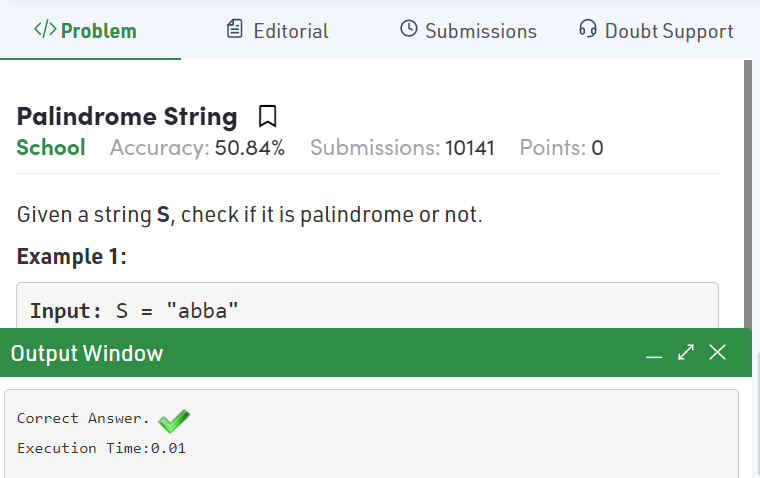 </> Problem Editorial Submissions Doubt Support
Palindrome String
School Accuracy: 50.84% Submissions: 10141 Points: 0
Given a string S, check if it is palindrome or not.
Example 1:
Input: S = "abba"
Output Window
Correct Answer.
Execution Time:0.01